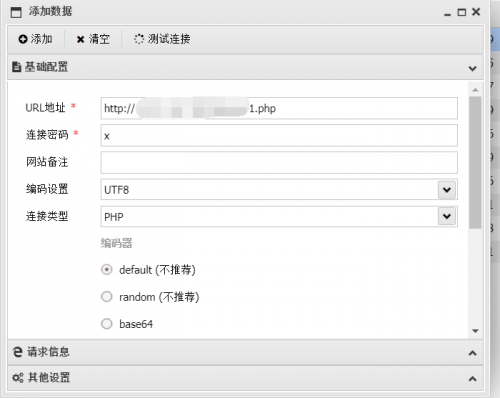 添加数据
添加 清空 测试连接
基础配置
URL地址 * http:// 1.php
连接密码 * x
网站备注
编码设置 UTF8
连接类型 PHP
编码器
default (不推荐)
random (不推荐)
base64
请求信息
其他设置